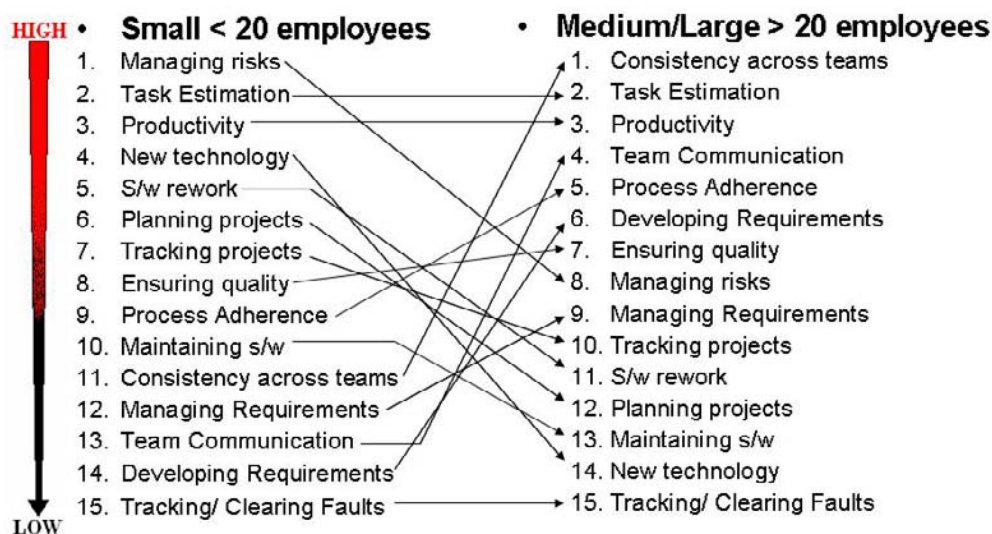 HIGH
• Small < 20 employees
1. Managing risks
2. Task Estimation
3. Productivity
4. New technology
5. S/w rework
6. Planning projects
7. Tracking projects
8. Ensuring quality
9. Process Adherence
10. Maintaining s/w
11. Consistency across teams
12. Managing Requirements
13. Team Communication
14. Developing Requirements
15. Tracking/ Clearing Faults
LOW
• Medium/Large > 20 employees
1. Consistency across teams
2. Task Estimation
3. Productivity
4. Team Communication
5. Process Adherence
6. Developing Requirements
7. Ensuring quality
8. Managing risks
9. Managing Requirements
10. Tracking projects
11. S/w rework
12. Planning projects
13. Maintaining s/w
14. New technology
15. Tracking/ Clearing Faults